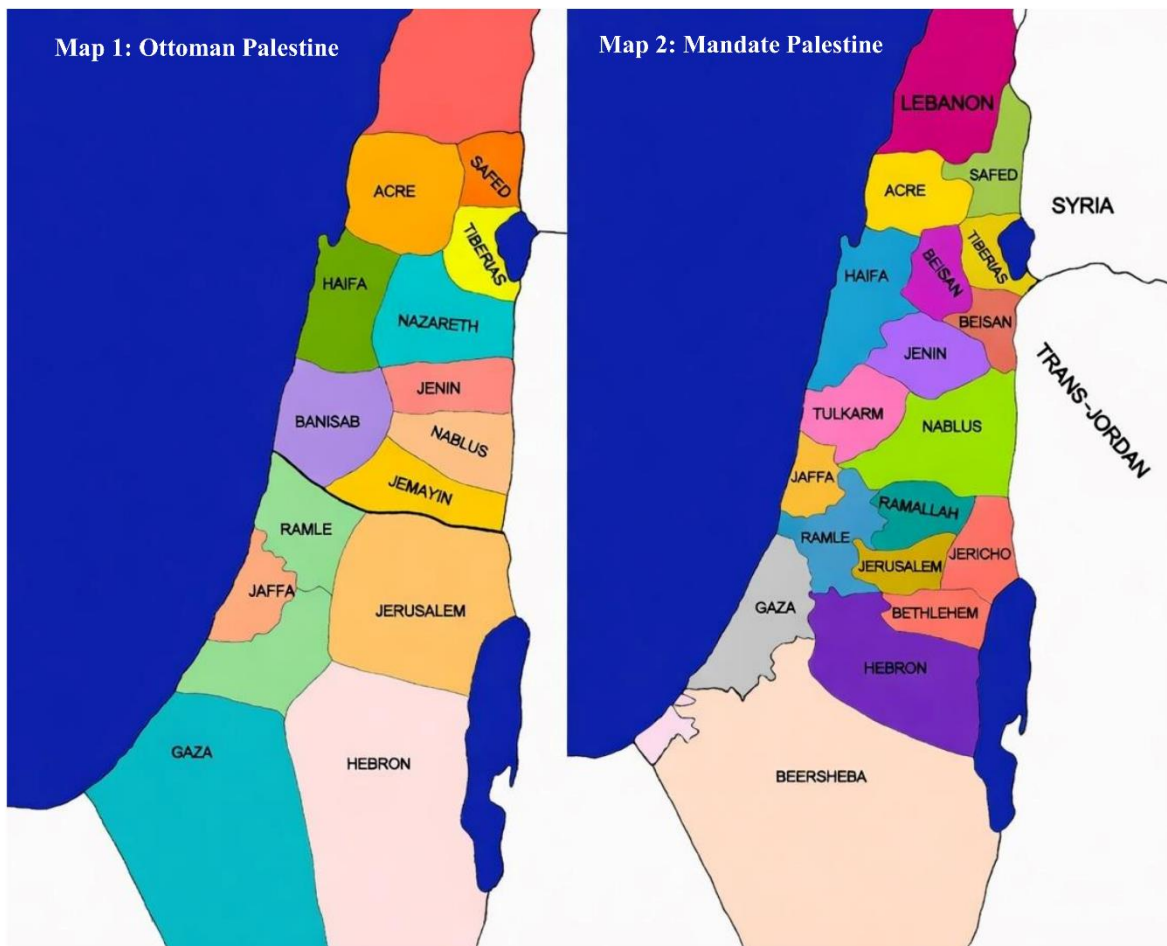 Map 1: Ottoman Palestine
ACRE
SAFED
TIBERIAS
HAIFA
NAZARETH
JENIN
BANISAB
NABLUS
JEMAYIN
RAMLE
JAFFA
JERUSALEM
GAZA
HEBRON
Map 2: Mandate Palestine
LEBANON
ACRE
SAFED
SYRIA
HAIFA
BEISAN
TIBERIAS
BEISAN
JENIN
TRANS-JORDAN
TULKARM
NABLUS
JAFFA
RAMALLAH
RAMLE
JERICHO
JERUSALEM
GAZA
BETHLEHEM
HEBRON
BEERSHEBA